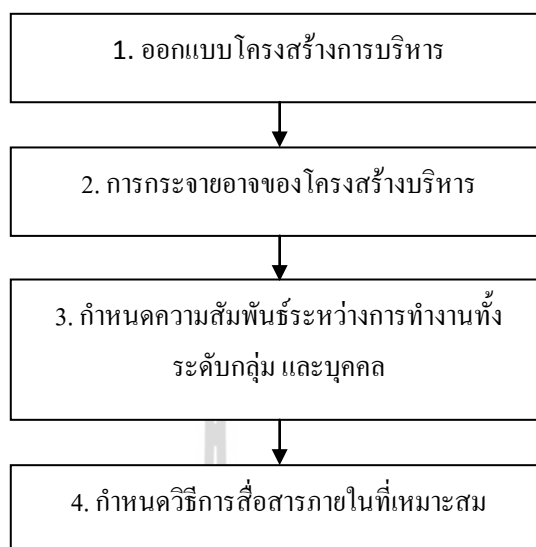 1. ออกแบบโครงสร้างการบริหาร
2. การกระจายอาจของโครงสร้างบริหาร
3. กำหนดความสัมพันธ์ระหว่างการทำงานทั้ง
ระดับกลุ่ม และบุคคล
4. กำหนดวิธีการสื่อสารภายในที่เหมาะสม